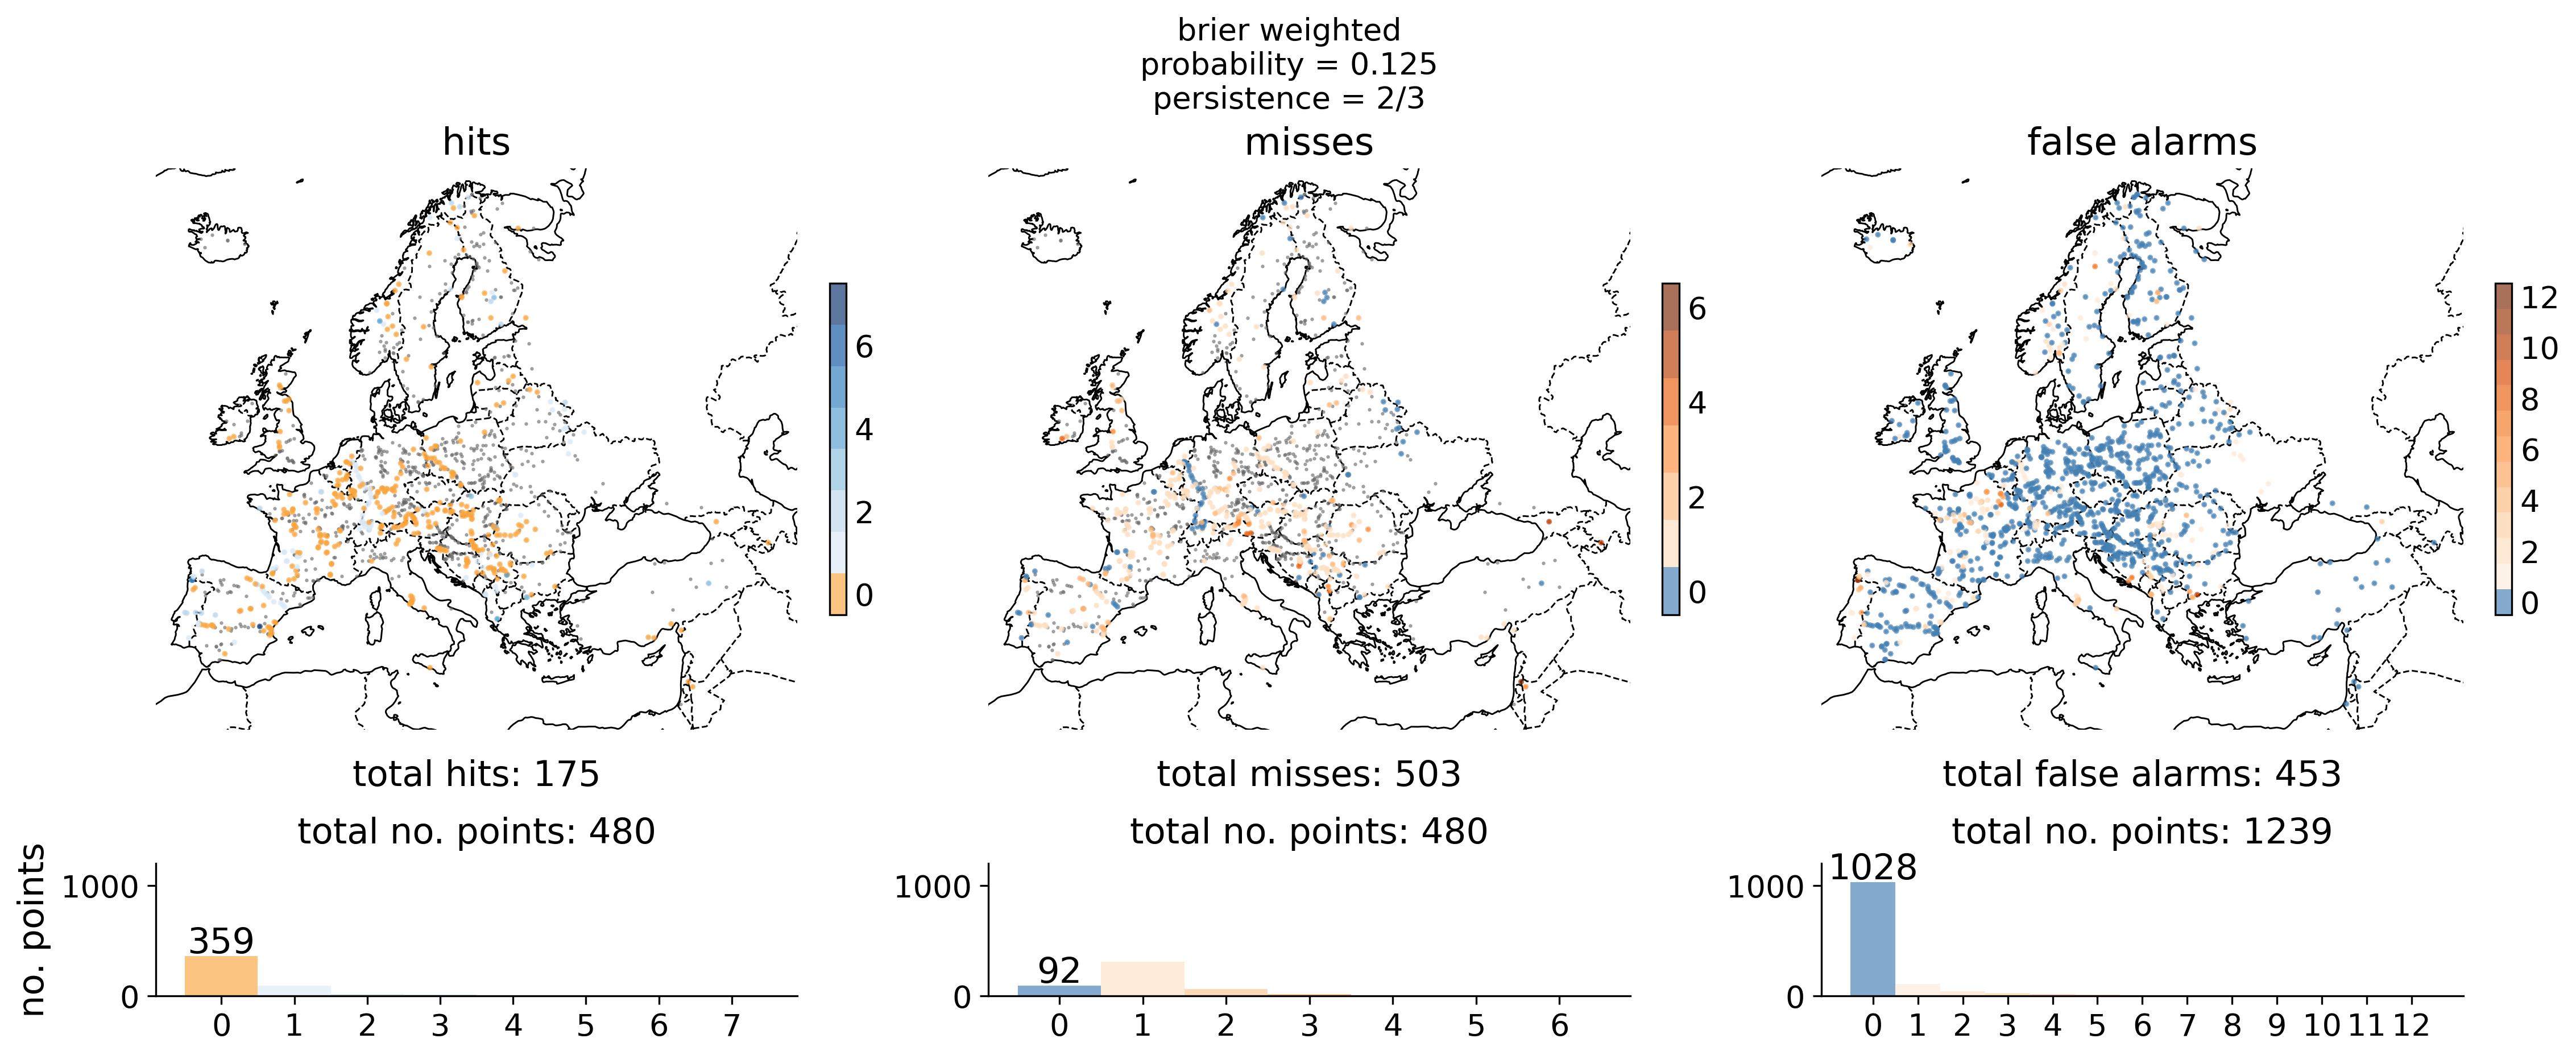 brier weighted
probability = 0.125
persistence = 2/3
hits
misses
false alarms
6
4
2
0
6
4
2
0
12
10
8
6
4
2
0
total hits: 175
total misses: 503
total false alarms: 453
total no. points: 480
total no. points: 480
total no. points: 1239
no. points
1000
0
359
0 1 2 3 4 5 6 7
1000
0
92
0 1 2 3 4 5 6
1000
0
1028
0 1 2 3 4 5 6 7 8 9 10 11 12